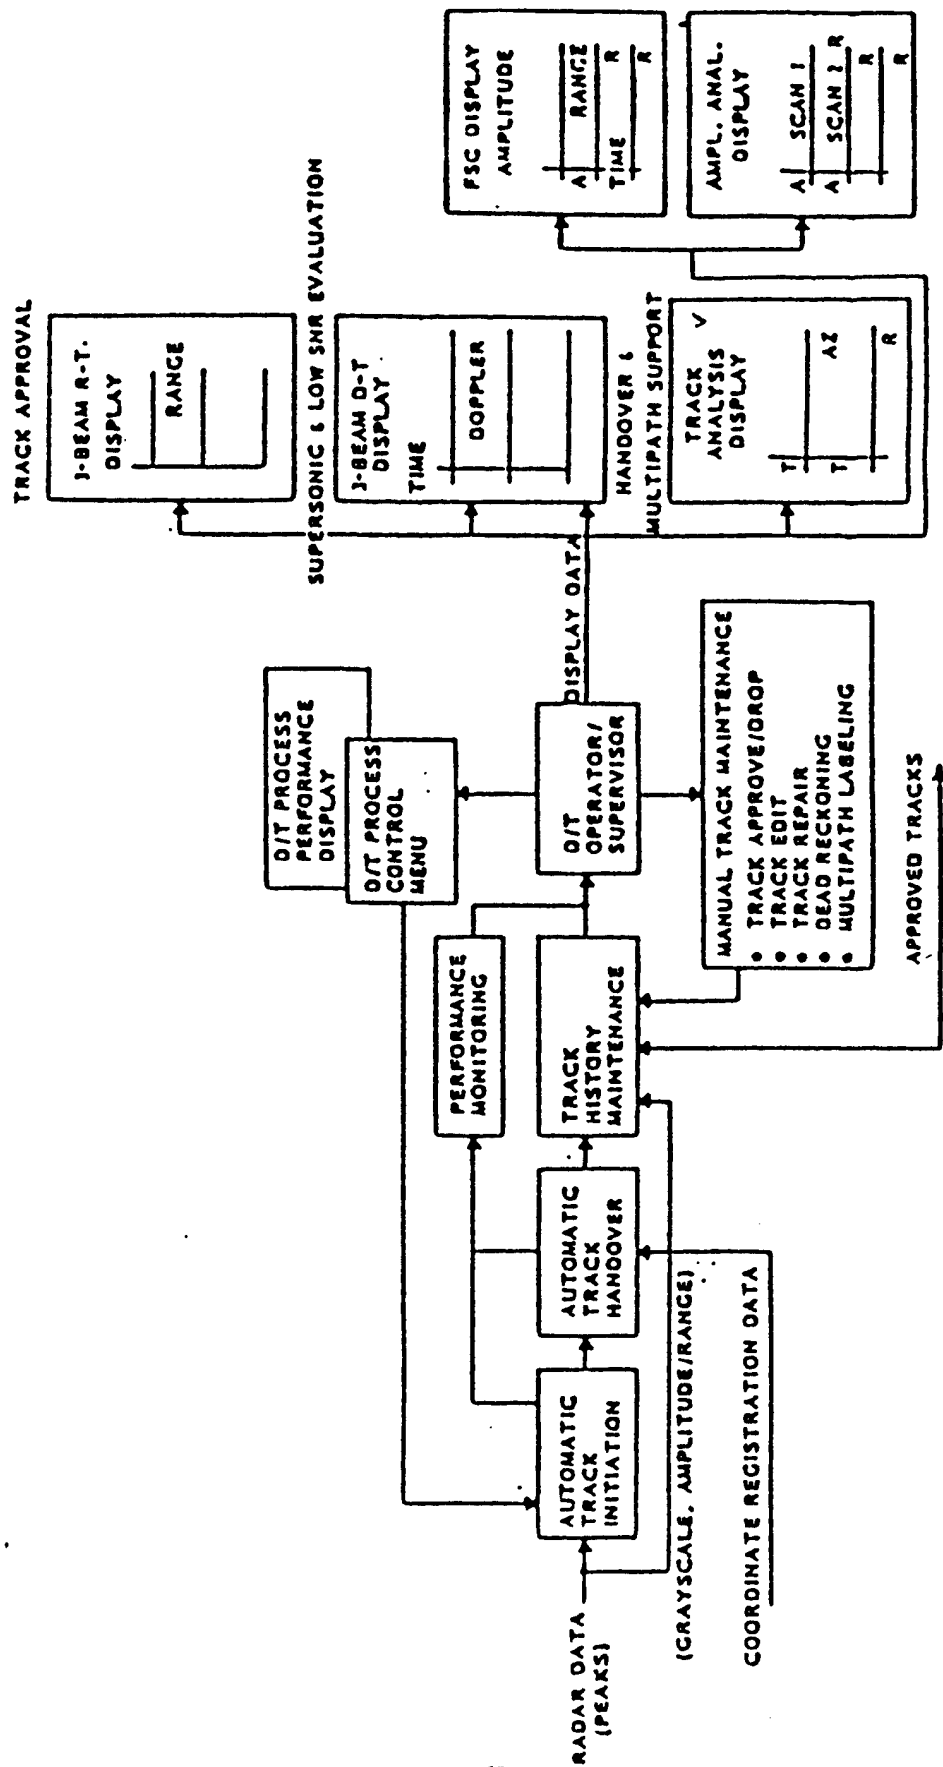 RADAR DATA
(PEAKS)
(GRAYSCALE, AMPLITUDE/RANGE)
COORDINATE REGISTRATION DATA
AUTOMATIC
TRACK
INITIATION
AUTOMATIC
TRACK
HANDOVER
PERFORMANCE
MONITORING
TRACK
HISTORY
MAINTENANCE
D/T PROCESS
PERFORMANCE
DISPLAY
D/T PROCESS
CONTROL
MENU
D/T
OPERATOR/
SUPERVISOR
MANUAL TRACK MAINTENANCE
• TRACK APPROVE/DROP
• TRACK EDIT
• TRACK REPAIR
• DEAD RECKONING
• MULTIPATH LABELING
APPROVED TRACKS
DISPLAY DATA
TRACK APPROVAL
3-BEAM R-T.
DISPLAY
RANGE
SUPERSONIC & LOW SNR EVALUATION
3-BEAM D-T
DISPLAY
TIME
DOPPLER
HANDOVER &
MULTIPATH SUPPORT
TRACK V
ANALYSIS
DISPLAY
T
T AZ
R
FSC DISPLAY
AMPLITUDE
A RANGE
TIME R
R
AMPL. ANAL.
DISPLAY
A SCAN 1
A SCAN 2 R
R
R